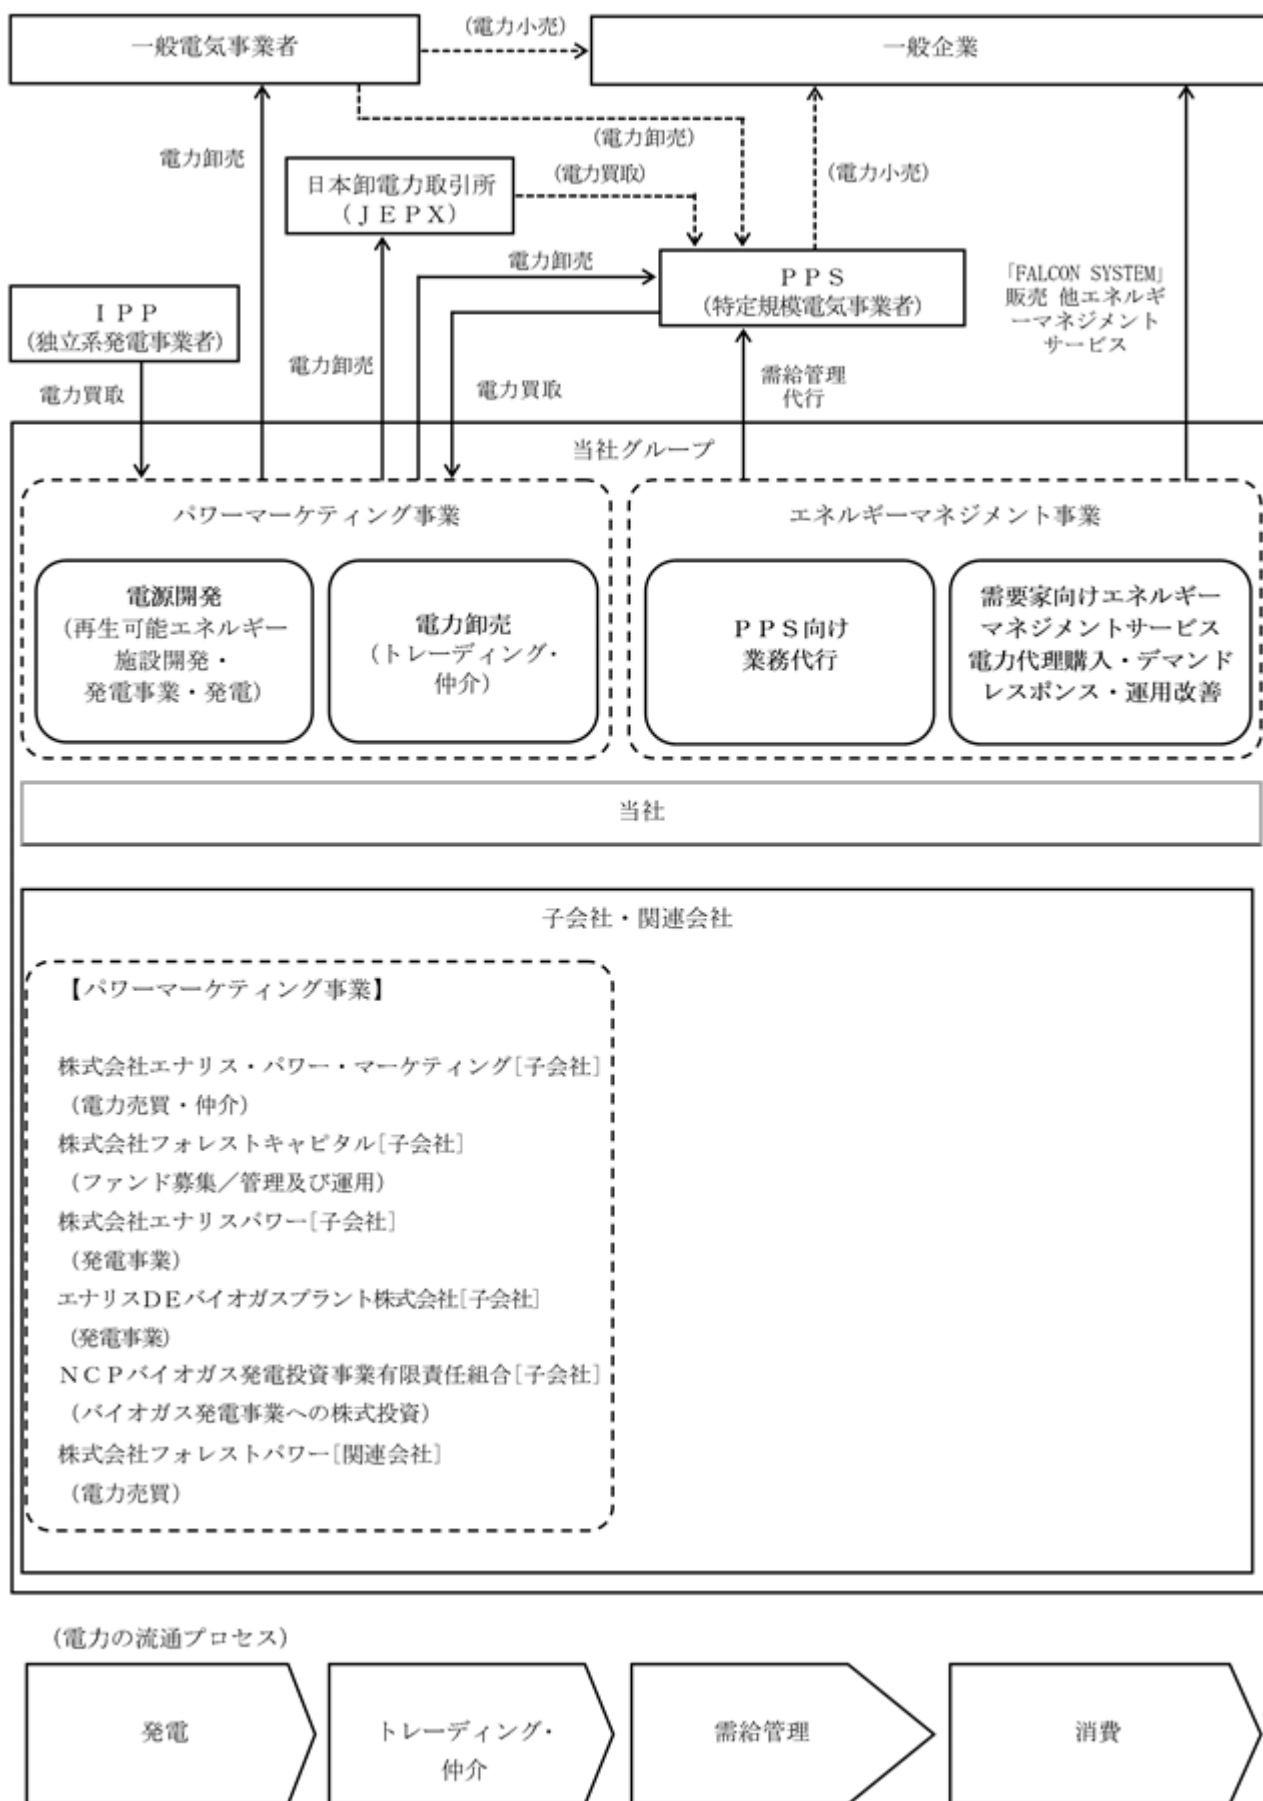 一般電気事業者
(電力小売)
一般企業
電力卸売
(電力卸売)
日本卸電力取引所
(ＪＥＰＸ)
(電力買取)
(電力小売)
電力卸売
ＰＰＳ
(特定規模電気事業者)
「FALCON SYSTEM」
販売 他エネルギ
ーマネジメント
サービス
ＩＰＰ
(独立系発電事業者)
電力買取
電力卸売
電力買取
需給管理
代行
当社グループ
パワーマーケティング事業
エネルギーマネジメント事業
電源開発
(再生可能エネルギー
施設開発・
発電事業・発電)
電力卸売
(トレーディング・
仲介)
ＰＰＳ向け
業務代行
需要家向けエネルギー
マネジメントサービス
電力代理購入・デマンド
レスポンス・運用改善
当社
子会社・関連会社
【パワーマーケティング事業】
株式会社エナリス・パワー・マーケティング[子会社]
(電力売買・仲介)
株式会社フォレストキャピタル[子会社]
(ファンド募集／管理及び運用)
株式会社エナリスパワー[子会社]
(発電事業)
エナリスＤＥバイオガスプラント株式会社[子会社]
(発電事業)
ＮＣＰバイオガス発電投資事業有限責任組合[子会社]
(バイオガス発電事業への株式投資)
株式会社フォレストパワー[関連会社]
(電力売買)
(電力の流通プロセス)
発電
トレーディング・
仲介
需給管理
消費